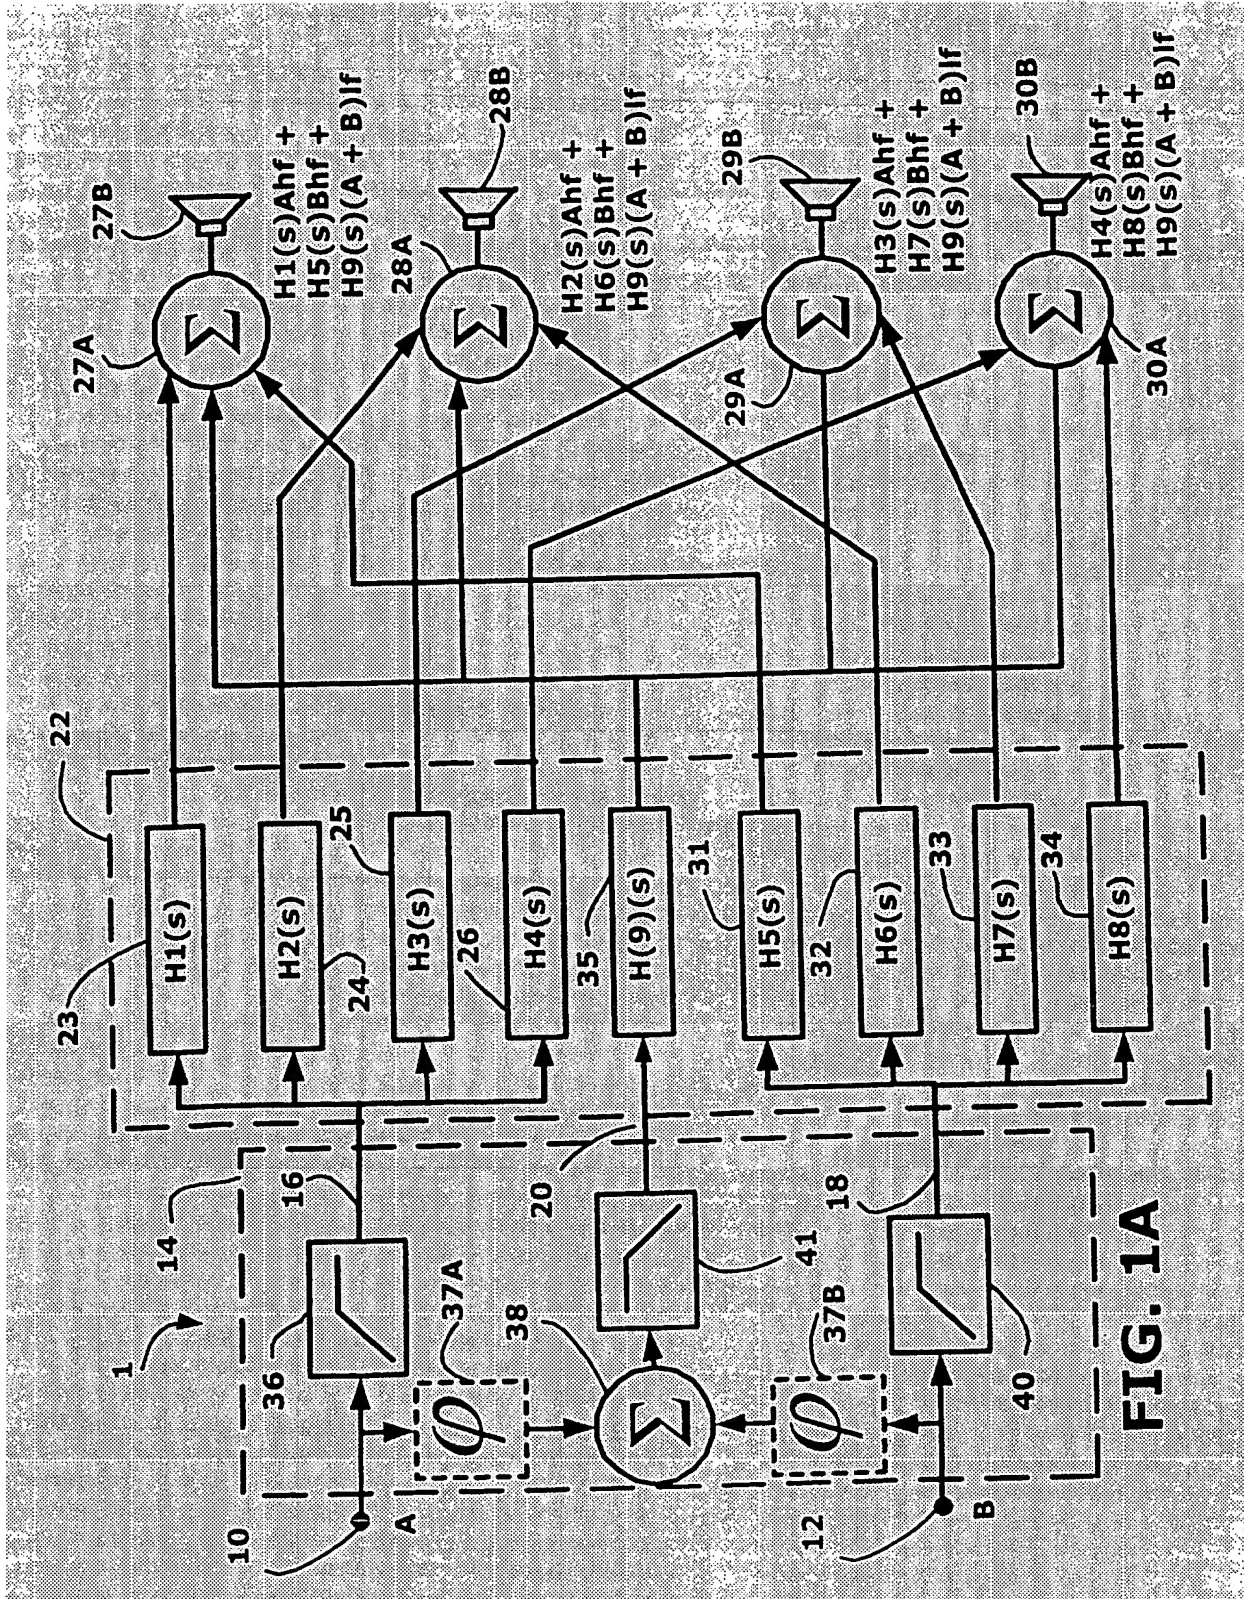 1
14
22
10
A
36
16
37A
38
20
41
37B
12
B
40
18
23
H1(s)
H2(s)
24
25
H3(s)
26
H4(s)
35
H(9)(s)
31
H5(s)
32
H6(s)
33
H7(s)
34
H8(s)
φ
Σ
φ
27A
27B
Σ
H1(s)Ahf +
H5(s)Bhf +
H9(s)(A + B)lf
28A
28B
Σ
H2(s)Ahf +
H6(s)Bhf +
H9(s)(A + B)lf
29A
29B
Σ
H3(s)Ahf +
H7(s)Bhf +
H9(s)(A + B)lf
30A
30B
Σ
H4(s)Ahf +
H8(s)Bhf +
H9(s)(A + B)lf
FIG. 1A